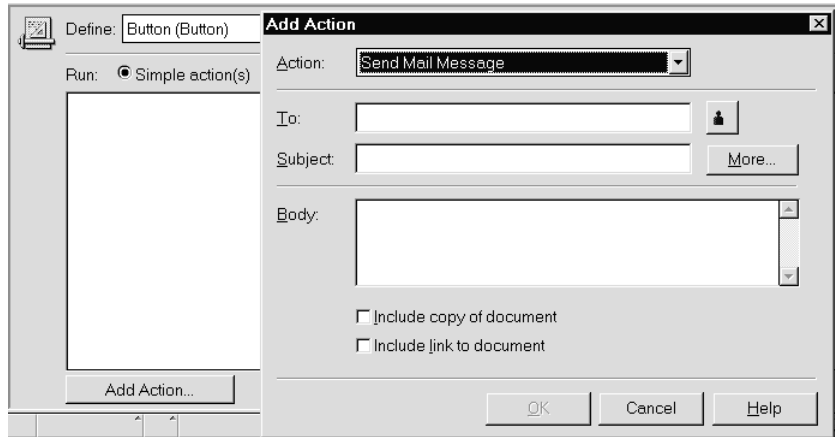 Define: Button (Button)
Run: Simple action(s)
Add Action...
Add Action
Action: Send Mail Message
To:
Subject: More...
Body:
Include copy of document
Include link to document
OK Cancel Help